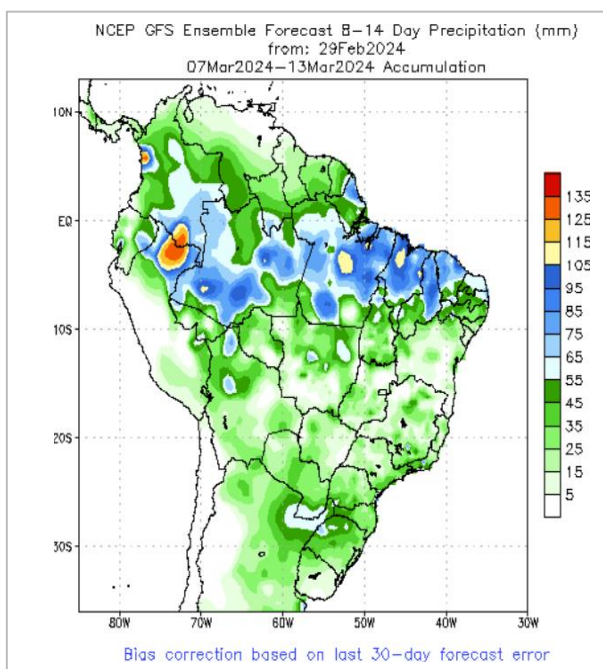 NCEP GFS Ensemble Forecast 8-14 Day Precipitation (mm)
from: 29Feb2024
07Mar2024-13Mar2024 Accumulation
10N
EQ
10S
20S
30S
80W
70W
60W
50W
40W
30W
135
125
115
105
95
85
75
65
55
45
35
25
15
5
Bias correction based on last 30-day forecast error